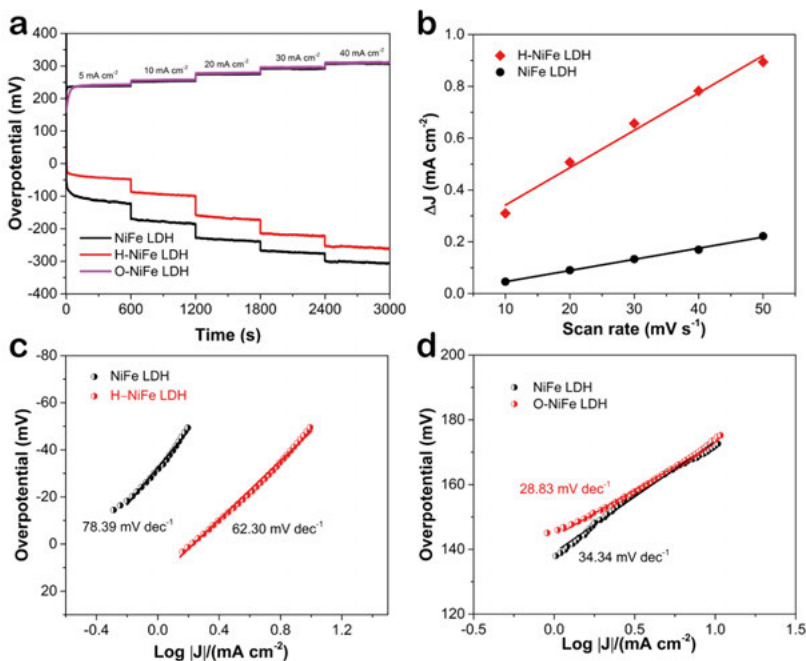 a
400
300
200
100
0
-100
-200
-300
-400
Overpotential (mV)
5 mA cm⁻²
10 mA cm⁻²
20 mA cm⁻²
30 mA cm⁻²
40 mA cm⁻²
NiFe LDH
H-NiFe LDH
O-NiFe LDH
0
600
1200
1800
2400
3000
Time (s)
b
1.0
0.8
0.6
0.4
0.2
0.0
ΔJ (mA cm⁻²)
H-NiFe LDH
NiFe LDH
10
20
30
40
50
Scan rate (mV s⁻¹)
c
-80
-60
-40
-20
0
20
Overpotential (mV)
NiFe LDH
H–NiFe LDH
78.39 mV dec⁻¹
62.30 mV dec⁻¹
-0.4
0.0
0.4
0.8
1.2
Log |J|/(mA cm⁻²)
d
200
180
160
140
120
Overpotential (mV)
NiFe LDH
O-NiFe LDH
28.83 mV dec⁻¹
34.34 mV dec⁻¹
-0.5
0.0
0.5
1.0
1.5
Log |J|/(mA cm⁻²)